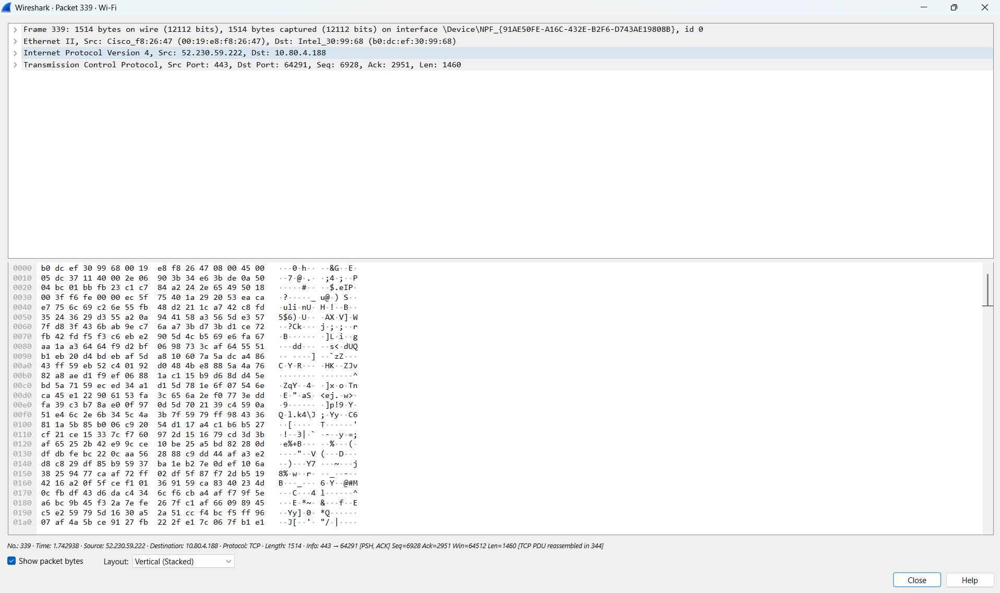 Wireshark · Packet 339 · Wi-Fi
Frame 339: 1514 bytes on wire (12112 bits), 1514 bytes captured (12112 bits) on interface \Device\NPF_{91AE50FE-A16C-432E-B2F6-D743AE19808B}, id 0
Ethernet II, Src: Cisco_f8:26:47 (00:19:e8:f8:26:47), Dst: Intel_30:99:68 (b0:dc:ef:30:99:68)
Internet Protocol Version 4, Src: 52.230.59.222, Dst: 10.80.4.188
Transmission Control Protocol, Src Port: 443, Dst Port: 64291, Seq: 6928, Ack: 2951, Len: 1460
0000 b0 dc ef 30 99 68 00 19 e8 f8 26 47 08 00 45 00 ···0·h·· ··&G··E·
0010 05 dc 37 11 40 00 2e 06 90 3b 34 e6 3b de 0a 50 ··7·@·.· ·;4·;··P
0020 04 bc 01 bb fb 23 c1 c7 84 a2 24 2e 65 49 50 18 ·····#·· ··$.eIP·
0030 00 3f f6 fe 00 00 ec 5f 75 40 1a 29 20 53 ea ca ·?·····_ u@·) S··
0040 e7 75 6c 69 c2 6e 55 fb 48 d2 21 1c a7 42 c8 fd ·uli·nU· H·!··B··
0050 35 24 36 29 d3 55 a2 0a 94 41 58 a3 56 5d e3 57 5$6)·U·· ·AX·V]·W
0060 7f d8 3f 43 6b ab 9e c7 6a a7 3b d7 3b d1 ce 72 ··?Ck··· j·;·;··r
0070 fb 42 fd f5 f3 c6 eb e2 90 5d 4c b5 69 e6 fa 67 ·B······ ·]L·i··g
0080 aa 1a a3 64 64 f9 d2 bf 06 98 73 3c af 64 55 51 ···dd··· ··s<·dUQ
0090 b1 eb 20 d4 bd eb af 5d a8 10 60 7a 5a dc a4 86 ·· ····] ··`zZ···
00a0 43 ff 59 eb 52 c4 01 92 d0 48 4b e8 88 5a 4a 76 C·Y·R··· ·HK··ZJv
00b0 82 a8 ae d1 f9 ef 06 88 1a c1 15 b9 d6 8d d4 5e ········ ·······^
00c0 bd 5a 71 59 ec ed 34 a1 d1 5d 78 1e 6f 07 54 6e ·ZqY··4· ·]x·o·Tn
00d0 ca 45 e1 22 90 61 53 fa 3c 65 6a 2e f0 77 3e dd ·E·"·aS· <ej.·w>·
00e0 fa 39 c3 b7 8a e0 0f 97 0d 5d 70 21 39 c4 59 0a ·9······ ·]p!9·Y·
00f0 51 e4 6c 2e 6b 34 5c 4a 3b 7f 59 79 ff 98 43 36 Q·l.k4\J ;·Yy··C6
0100 81 1a 5b 85 b0 06 c9 20 54 d1 17 a4 c1 b6 b5 27 ··[····  T······'
0110 cf 21 ce 15 33 7c f7 60 97 2d 15 16 79 cd 3d 3b ·!··3|·` ·-··y·=;
0120 af 65 25 2b 42 e9 9c ce 10 be 25 a5 bd 82 28 0d ·e%+B··· ··%···(·
0130 df db fe bc 22 0c aa 56 28 88 c9 dd 44 af a3 e2 ····"··V (···D···
0140 d8 c8 29 df 85 b9 59 37 ba 1e b2 7e 0d ef 10 6a ··)···Y7 ···~···j
0150 38 25 94 77 ca af 72 ff 02 df 5f 87 f7 2d b5 19 8%·w··r· ··_··-··
0160 42 16 a2 0f 5f ce f1 01 36 91 59 ca 83 40 23 4d B···_··· 6·Y··@#M
0170 0c fb df 43 d6 da c4 34 6c f6 cb a4 af f7 9f 5e ···C···4 l······^
0180 a6 bc 9b 45 f3 2a 7e fe 26 7f c1 af 66 09 89 45 ···E·*~· &···f··E
0190 c5 e2 59 79 5d 16 30 a5 2a 51 cc f4 bc f5 ff 96 ··Yy]·0· *Q······
01a0 07 af 4a 5b ce 91 27 fb 22 2f e1 7c 06 7f b1 e1 ··J[··'· "/·|····
No.: 339 · Time: 1.742938 · Source: 52.230.59.222 · Destination: 10.80.4.188 · Protocol: TCP · Length: 1514 · Info: 443 → 64291 [PSH, ACK] Seq=6928 Ack=2951 Win=64512 Len=1460 [TCP PDU reassembled in 344]
Show packet bytes Layout: Vertical (Stacked)
Close Help